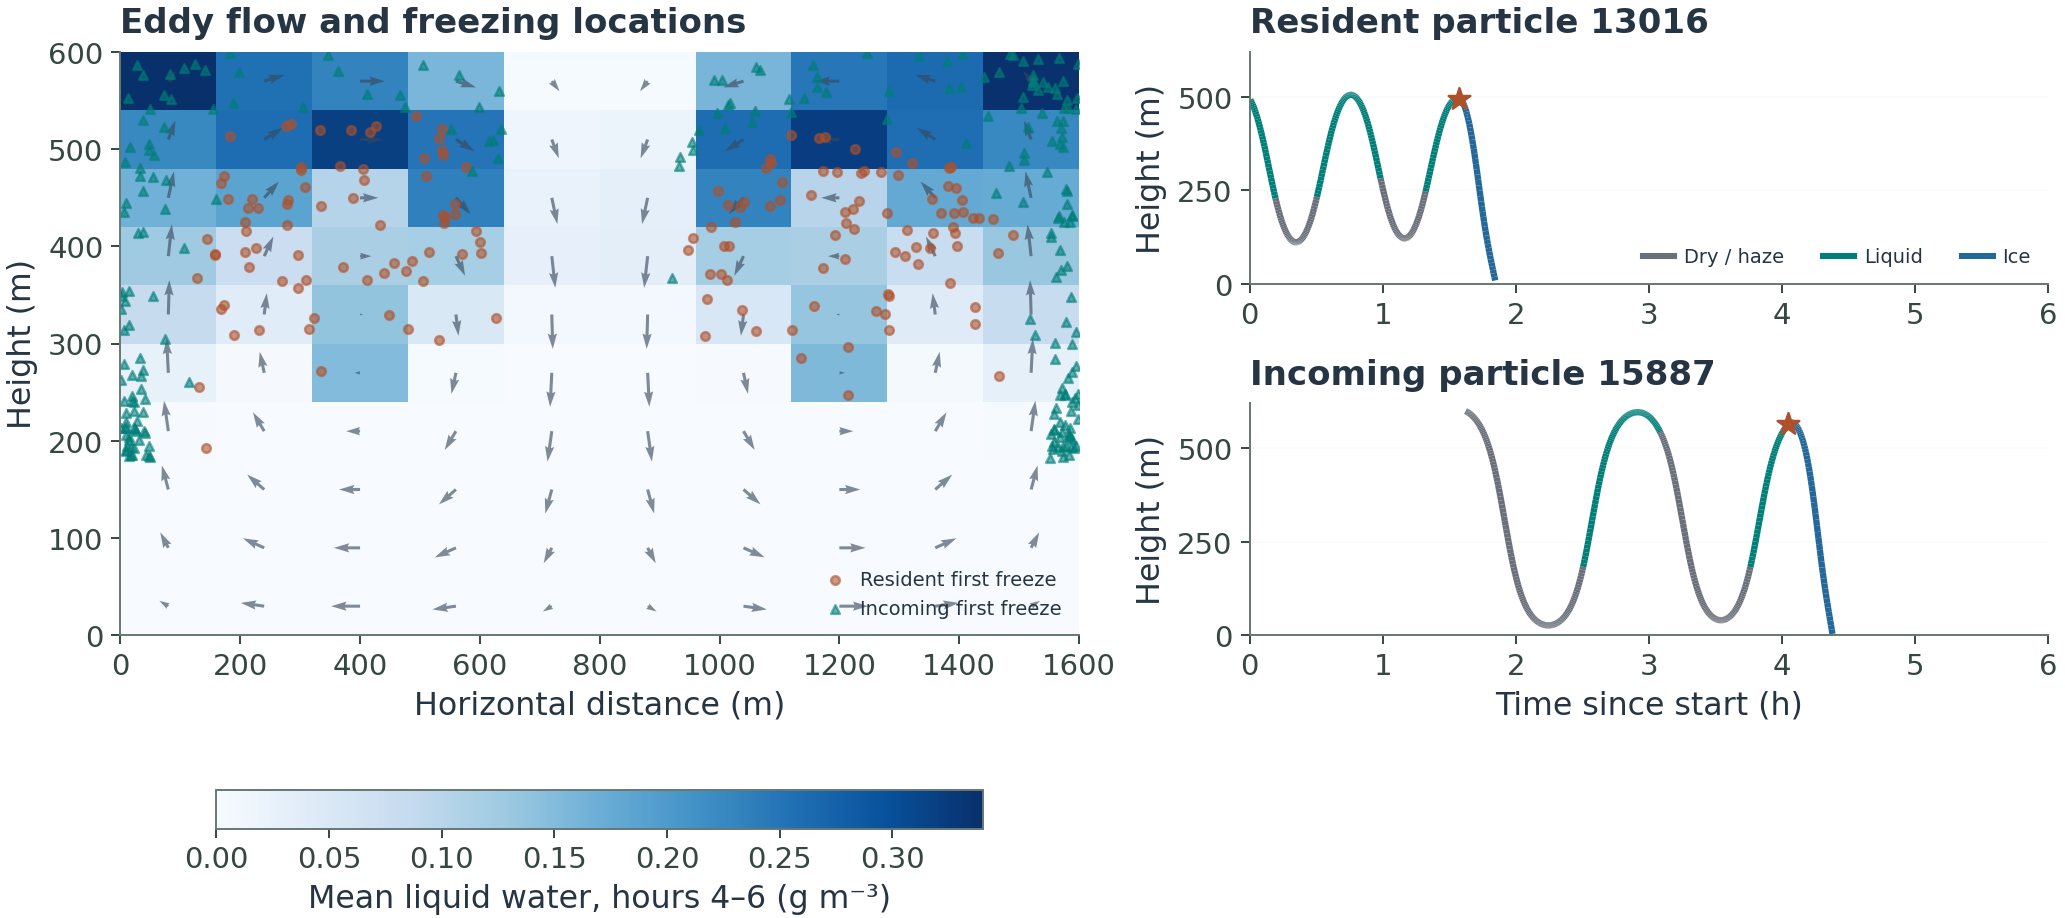 Eddy flow and freezing locations
600
500
400
300
200
100
0
Height (m)
0 200 400 600 800 1000 1200 1400 1600
Horizontal distance (m)
Resident first freeze
Incoming first freeze
0.00 0.05 0.10 0.15 0.20 0.25 0.30
Mean liquid water, hours 4–6 (g m⁻³)
Resident particle 13016
500
250
0
Height (m)
Dry / haze Liquid Ice
0 1 2 3 4 5 6
Incoming particle 15887
500
250
0
Height (m)
0 1 2 3 4 5 6
Time since start (h)